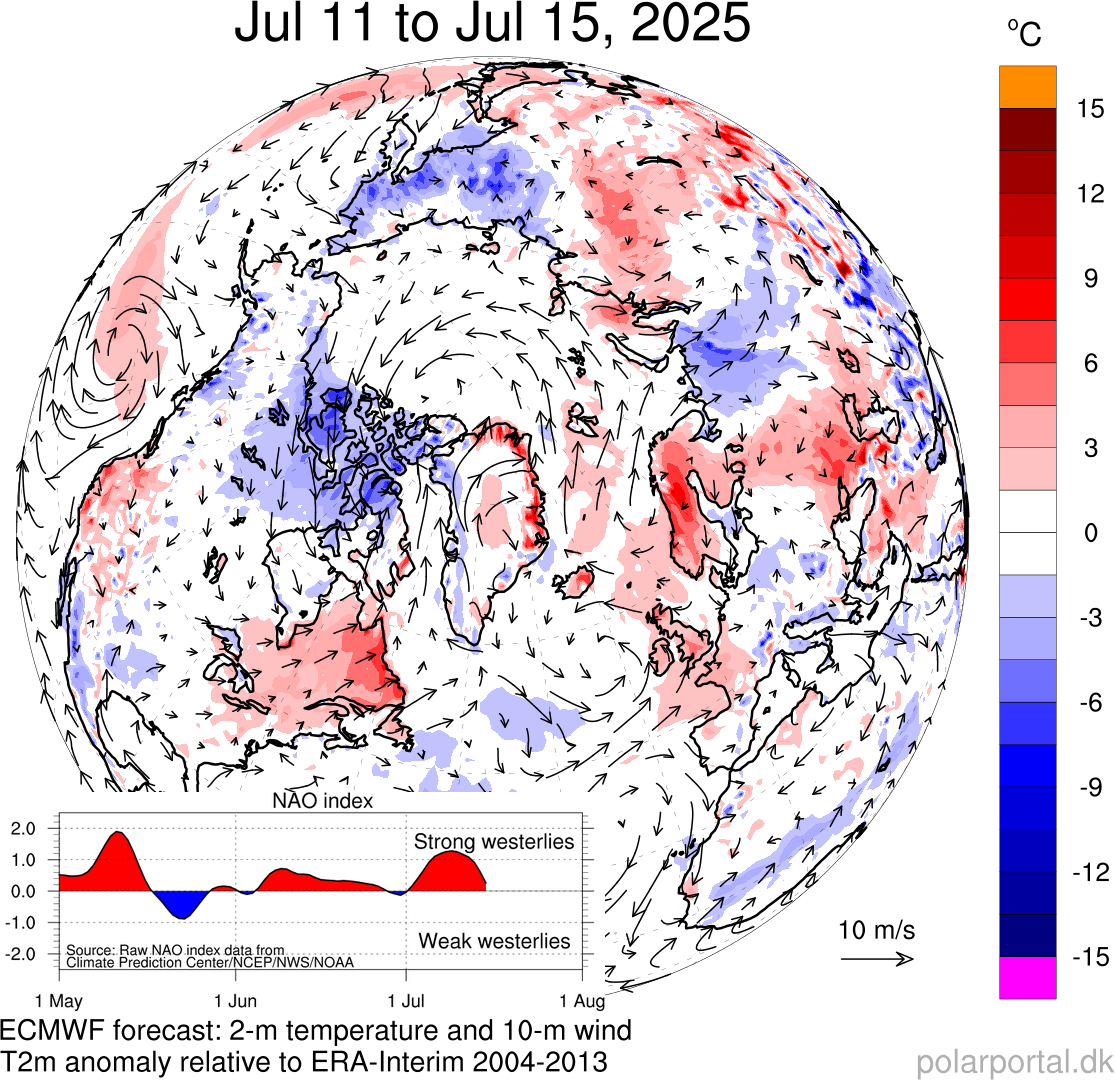 Jul 11 to Jul 15, 2025
°C
15
12
9
6
3
0
-3
-6
-9
-12
-15
10 m/s
NAO index
2.0
1.0
0.0
-1.0
-2.0
Strong westerlies
Weak westerlies
Source: Raw NAO index data from
Climate Prediction Center/NCEP/NWS/NOAA
1 May
1 Jun
1 Jul
1 Aug
ECMWF forecast: 2-m temperature and 10-m wind
T2m anomaly relative to ERA-Interim 2004-2013
polarportal.dk